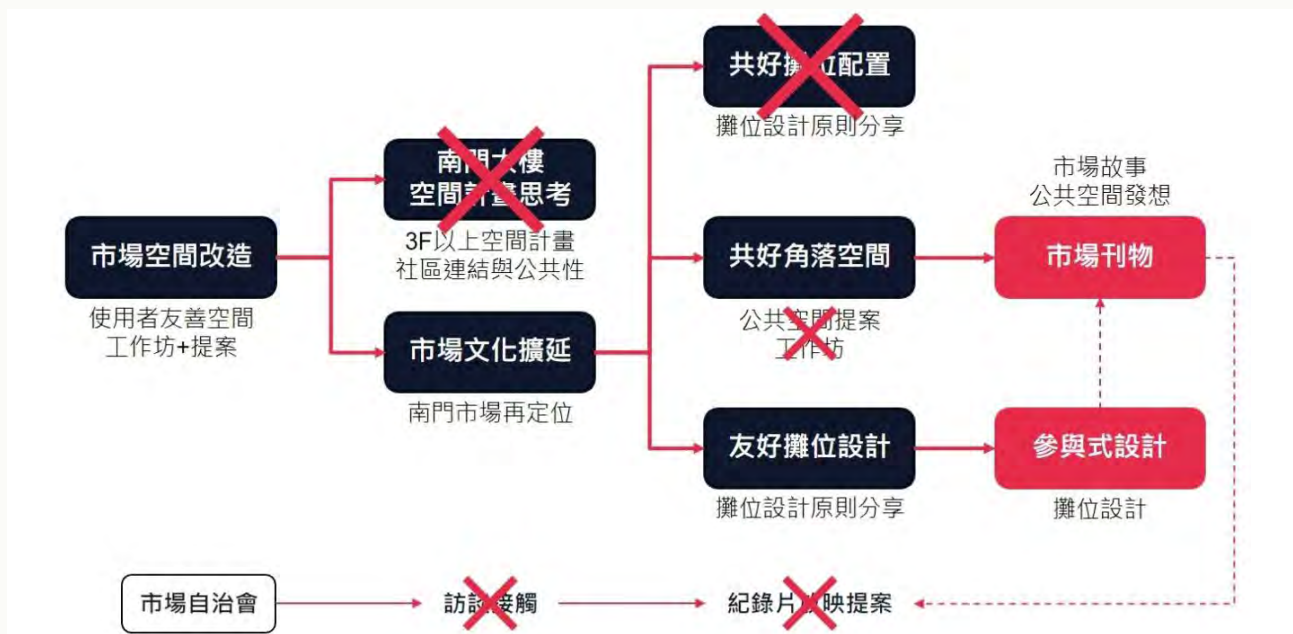 共好攤位配置
攤位設計原則分享
南門大樓
空間計畫思考
3F以上空間計畫
社區連結與公共性
市場故事
公共空間發想
市場空間改造
使用者友善空間
工作坊+提案
共好角落空間
公共空間提案
工作坊
市場刊物
市場文化擴延
南門市場再定位
友好攤位設計
攤位設計原則分享
參與式設計
攤位設計
市場自治會
訪談接觸
紀錄片放映提案